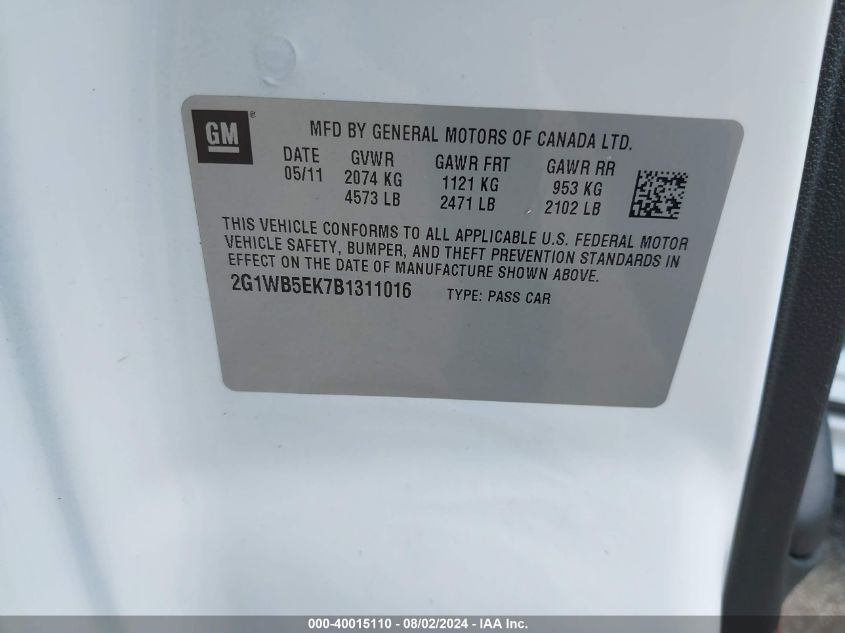 GM ®
MFD BY GENERAL MOTORS OF CANADA LTD.
DATE GVWR GAWR FRT GAWR RR
05/11 2074 KG 1121 KG 953 KG
4573 LB 2471 LB 2102 LB
THIS VEHICLE CONFORMS TO ALL APPLICABLE U.S. FEDERAL MOTOR
VEHICLE SAFETY, BUMPER, AND THEFT PREVENTION STANDARDS IN
EFFECT ON THE DATE OF MANUFACTURE SHOWN ABOVE.
2G1WB5EK7B1311016 TYPE: PASS CAR
000-40015110 - 08/02/2024 - IAA Inc.